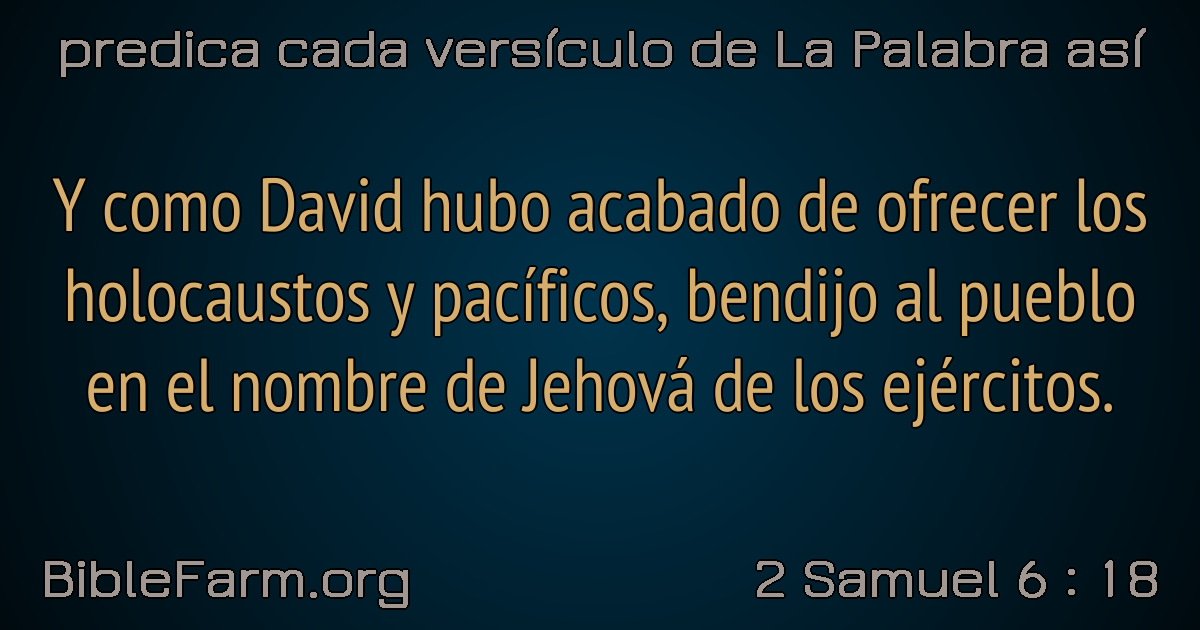 predica cada versículo de La Palabra así
Y como David hubo acabado de ofrecer los
holocaustos y pacíficos, bendijo al pueblo
en el nombre de Jehová de los ejércitos.
BibleFarm.org
2 Samuel 6 : 18